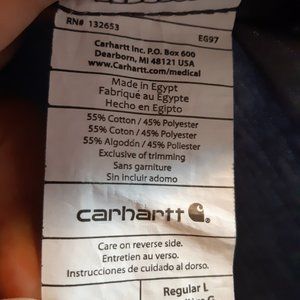 RN# 132653 EG97
Carhartt Inc. P.O. Box 600
Dearborn, MI 48121 USA
www.Carhartt.com/medical
Made in Egypt
Fabriqué au Egypte
Hecho en Egipto
55% Cotton / 45% Polyester
55% Coton / 45% Polyester
55% Algodón / 45% Poliester
Exclusive of trimming
Sans garniture
Sin incluir adorno
carhartt
Care on reverse side.
Entretien au verso.
Instrucciones de cuidado al dorso.
Regular L